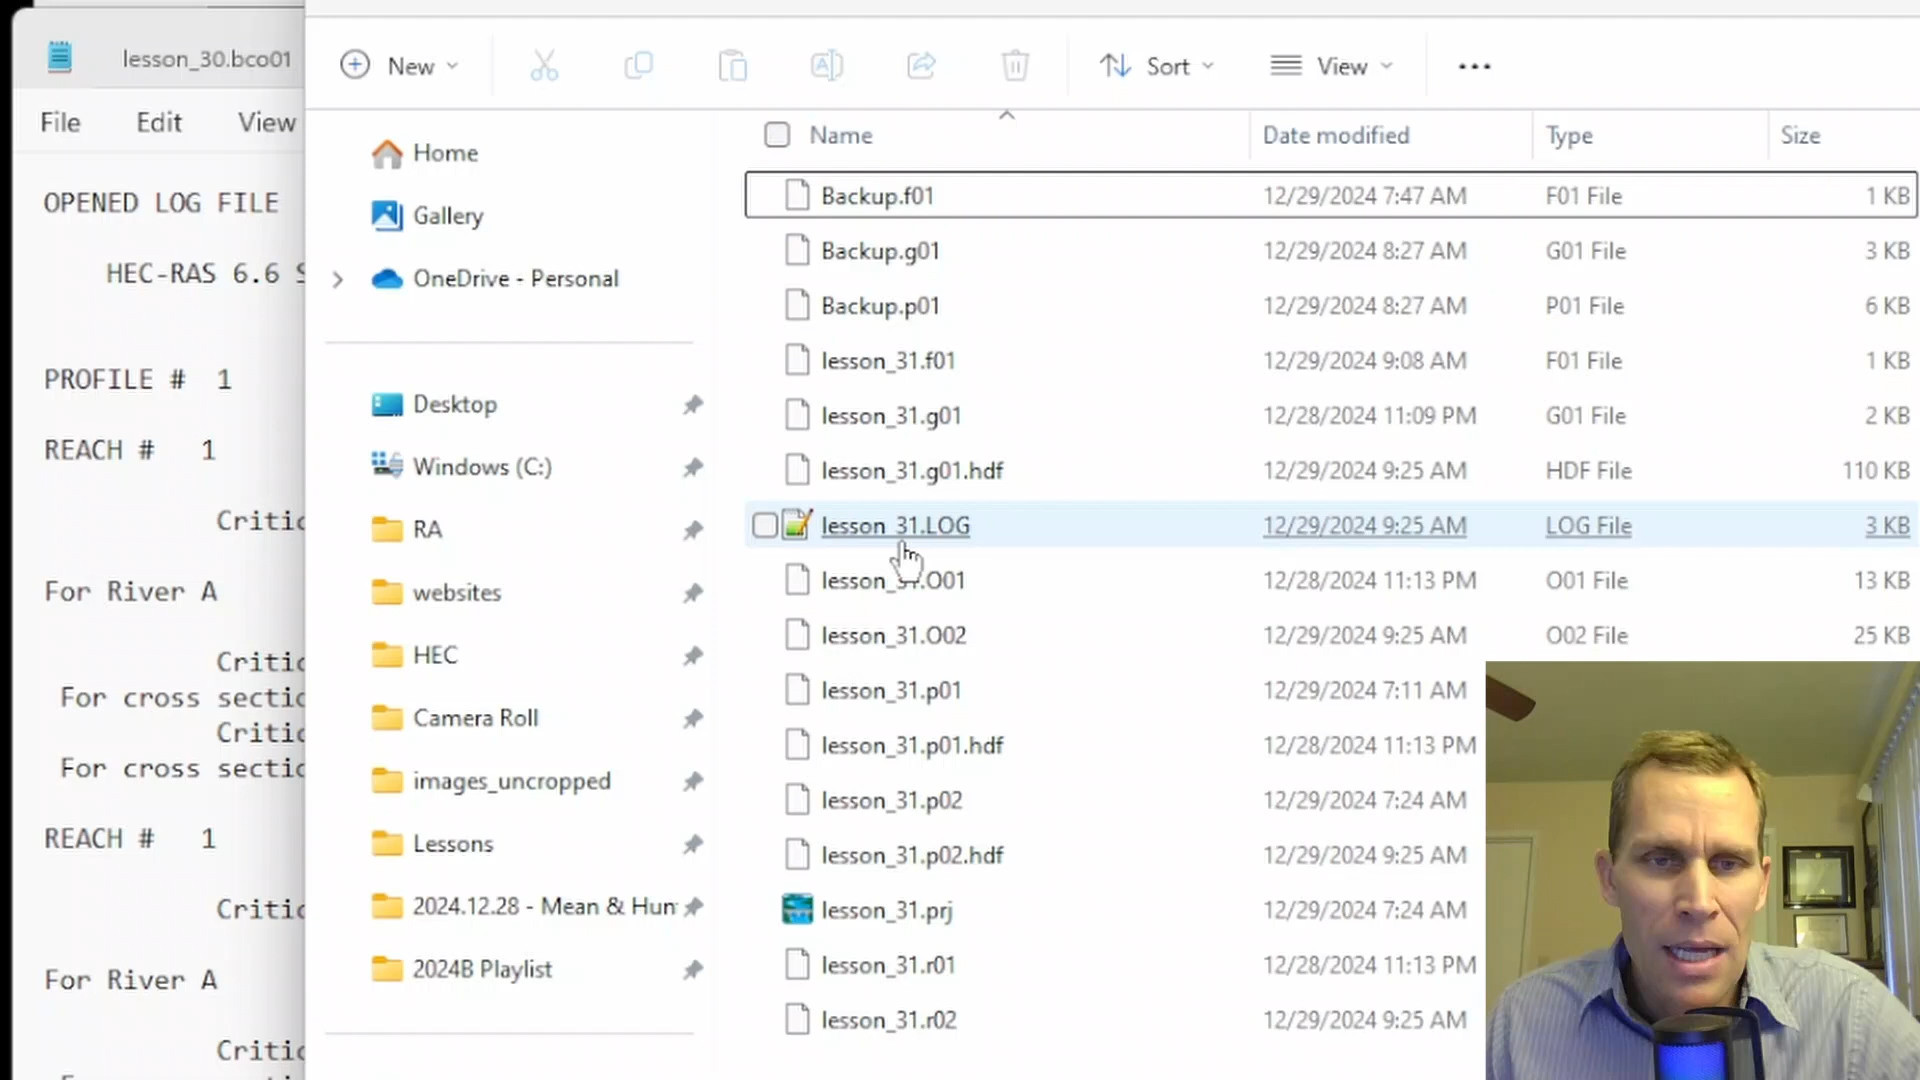 lesson_30.bco01
File Edit View
OPENED LOG FILE
HEC-RAS 6.6 S
PROFILE # 1
REACH # 1
Critic
For River A
Critic
For cross sectic
Critic
For cross sectic
REACH # 1
Critic
For River A
Critic
New Sort View
Home
Gallery
OneDrive - Personal
Desktop
Windows (C:)
RA
websites
HEC
Camera Roll
images_uncropped
Lessons
2024.12.28 - Mean & Hun
2024B Playlist
Name Date modified Type Size
Backup.f01 12/29/2024 7:47 AM F01 File 1 KB
Backup.g01 12/29/2024 8:27 AM G01 File 3 KB
Backup.p01 12/29/2024 8:27 AM P01 File 6 KB
lesson_31.f01 12/29/2024 9:08 AM F01 File 1 KB
lesson_31.g01 12/28/2024 11:09 PM G01 File 2 KB
lesson_31.g01.hdf 12/29/2024 9:25 AM HDF File 110 KB
lesson_31.LOG 12/29/2024 9:25 AM LOG File 3 KB
lesson_31.O01 12/28/2024 11:13 PM O01 File 13 KB
lesson_31.O02 12/29/2024 9:25 AM O02 File 25 KB
lesson_31.p01 12/29/2024 7:11 AM
lesson_31.p01.hdf 12/28/2024 11:13 PM
lesson_31.p02 12/29/2024 7:24 AM
lesson_31.p02.hdf 12/29/2024 9:25 AM
lesson_31.prj 12/29/2024 7:24 AM
lesson_31.r01 12/28/2024 11:13 PM
lesson_31.r02 12/29/2024 9:25 AM